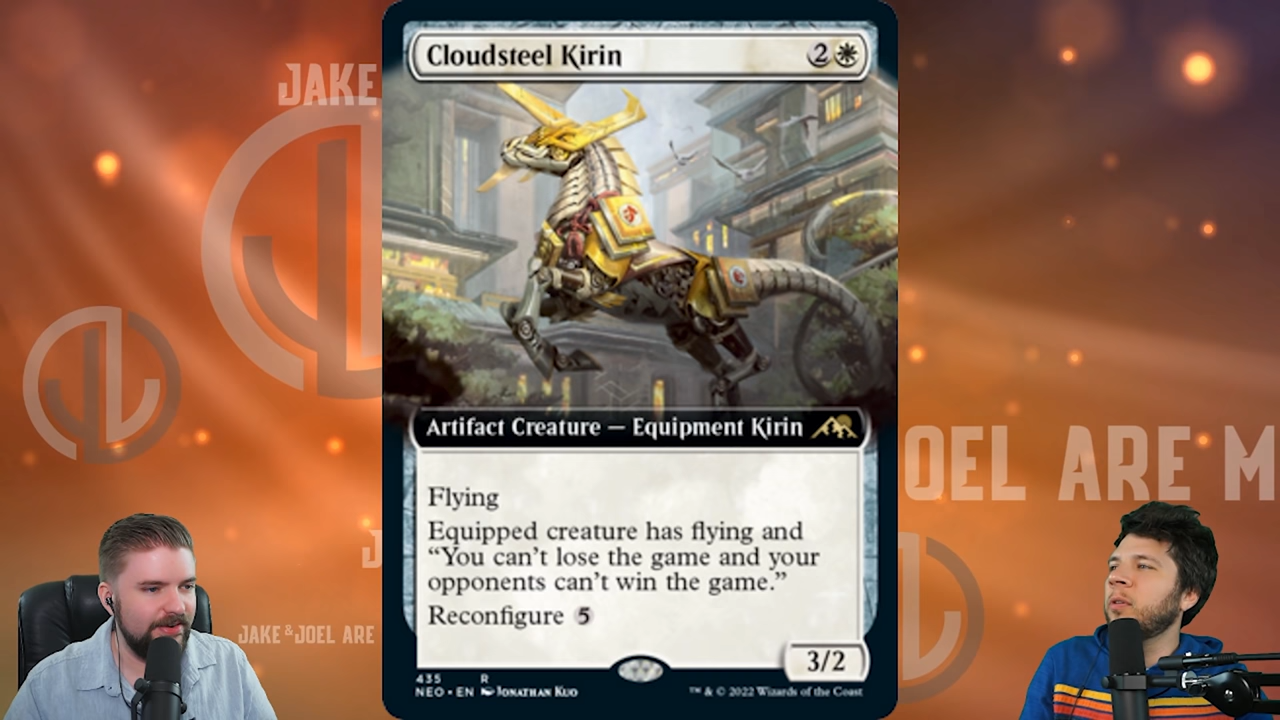 JAKE
Cloudsteel Kirin
2
Artifact Creature — Equipment Kirin
OEL ARE M
Flying
Equipped creature has flying and
“You can’t lose the game and your
opponents can’t win the game.”
Reconfigure 5
JAKE & JOEL ARE
3/2
435 R
NEO • EN Jonathan Kuo
™ & © 2022 Wizards of the Coast